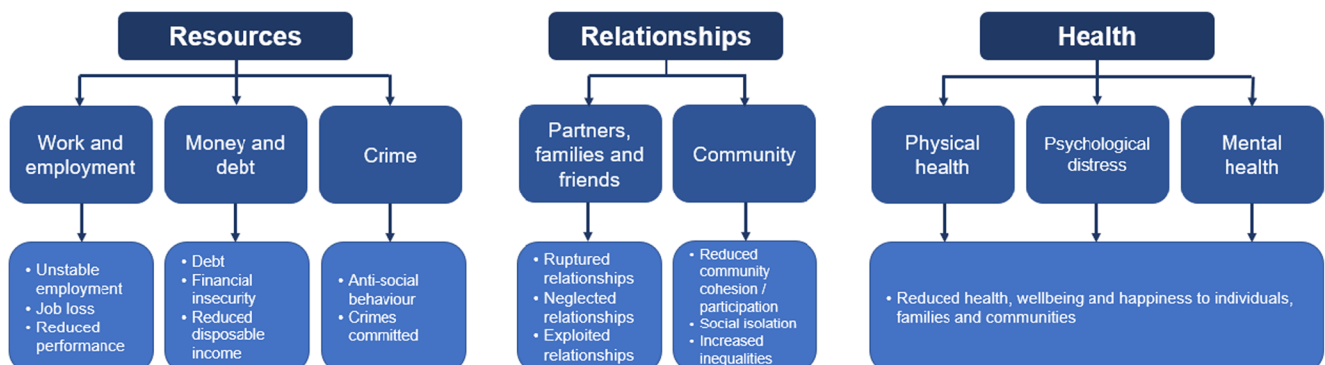 Resources
Relationships
Health
Work and
employment
Money and
debt
Crime
Partners,
families and
friends
Community
Physical
health
Psychological
distress
Mental
health
• Unstable
employment
• Job loss
• Reduced
performance
• Debt
• Financial
insecurity
• Reduced
disposable
income
• Anti-social
behaviour
• Crimes
committed
• Ruptured
relationships
• Neglected
relationships
• Exploited
relationships
• Reduced
community
cohesion /
participation
• Social isolation
• Increased
inequalities
• Reduced health, wellbeing and happiness to individuals,
families and communities